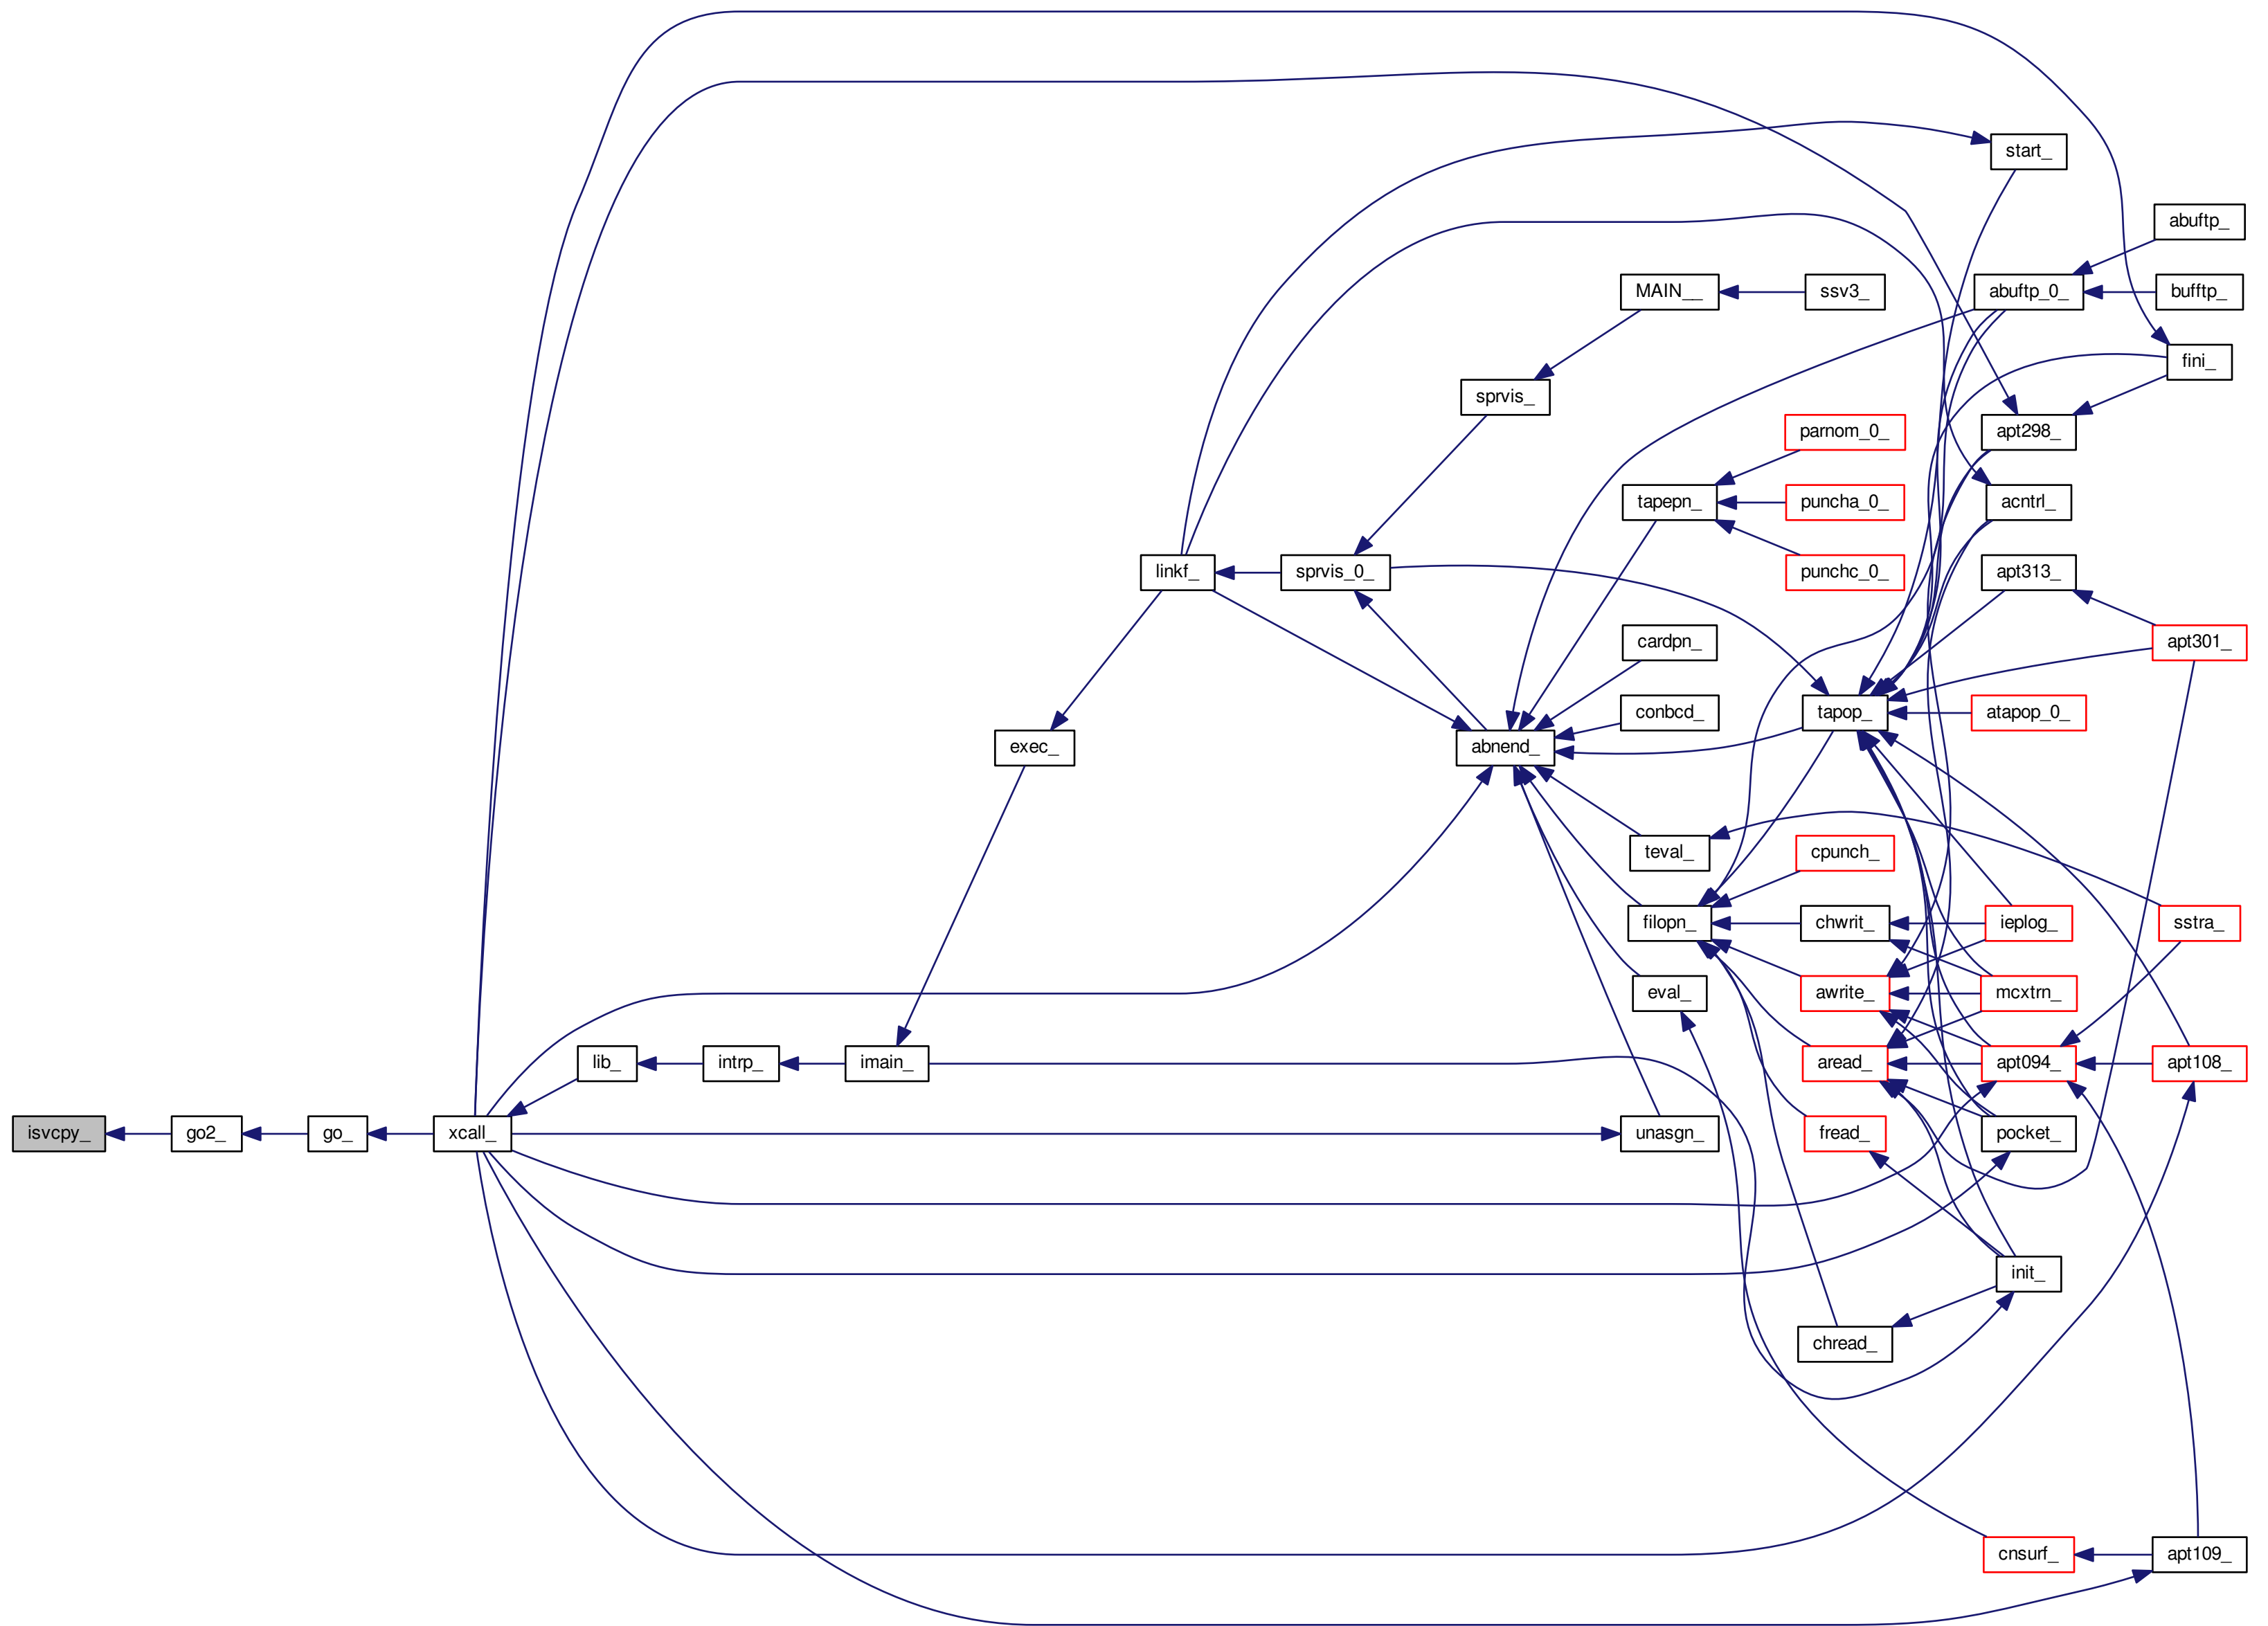 start_
abuftp_
MAIN__
ssv3_
abuftp_0_
bufftp_
fini_
sprvis_
parnom_0_
apt298_
tapepn_
puncha_0_
acntrl_
linkf_
sprvis_0_
punchc_0_
apt313_
cardpn_
apt301_
conbcd_
tapop_
atapop_0_
exec_
abnend_
teval_
cpunch_
filopn_
chwrit_
ieplog_
sstra_
eval_
awrite_
mcxtrn_
lib_
intrp_
imain_
aread_
apt094_
apt108_
isvcpy_
go2_
go_
xcall_
unasgn_
fread_
pocket_
init_
chread_
cnsurf_
apt109_